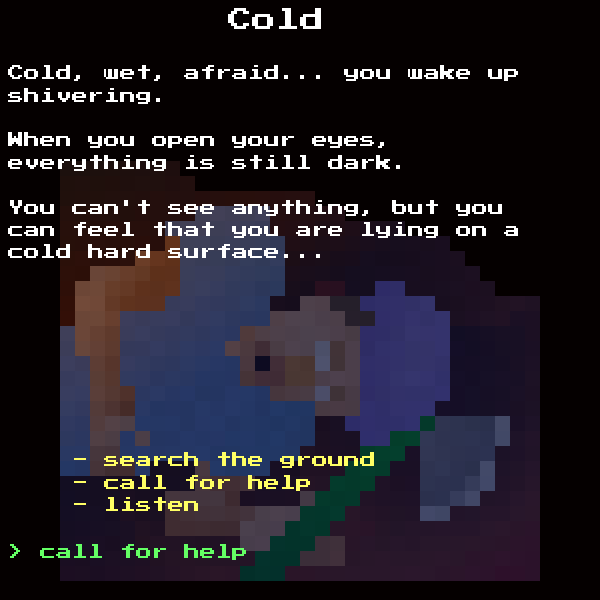 Cold
Cold, wet, afraid... you wake up
shivering.
When you open your eyes,
everything is still dark.
You can't see anything, but you
can feel that you are lying on a
cold hard surface...
- search the ground
- call for help
- listen
> call for help